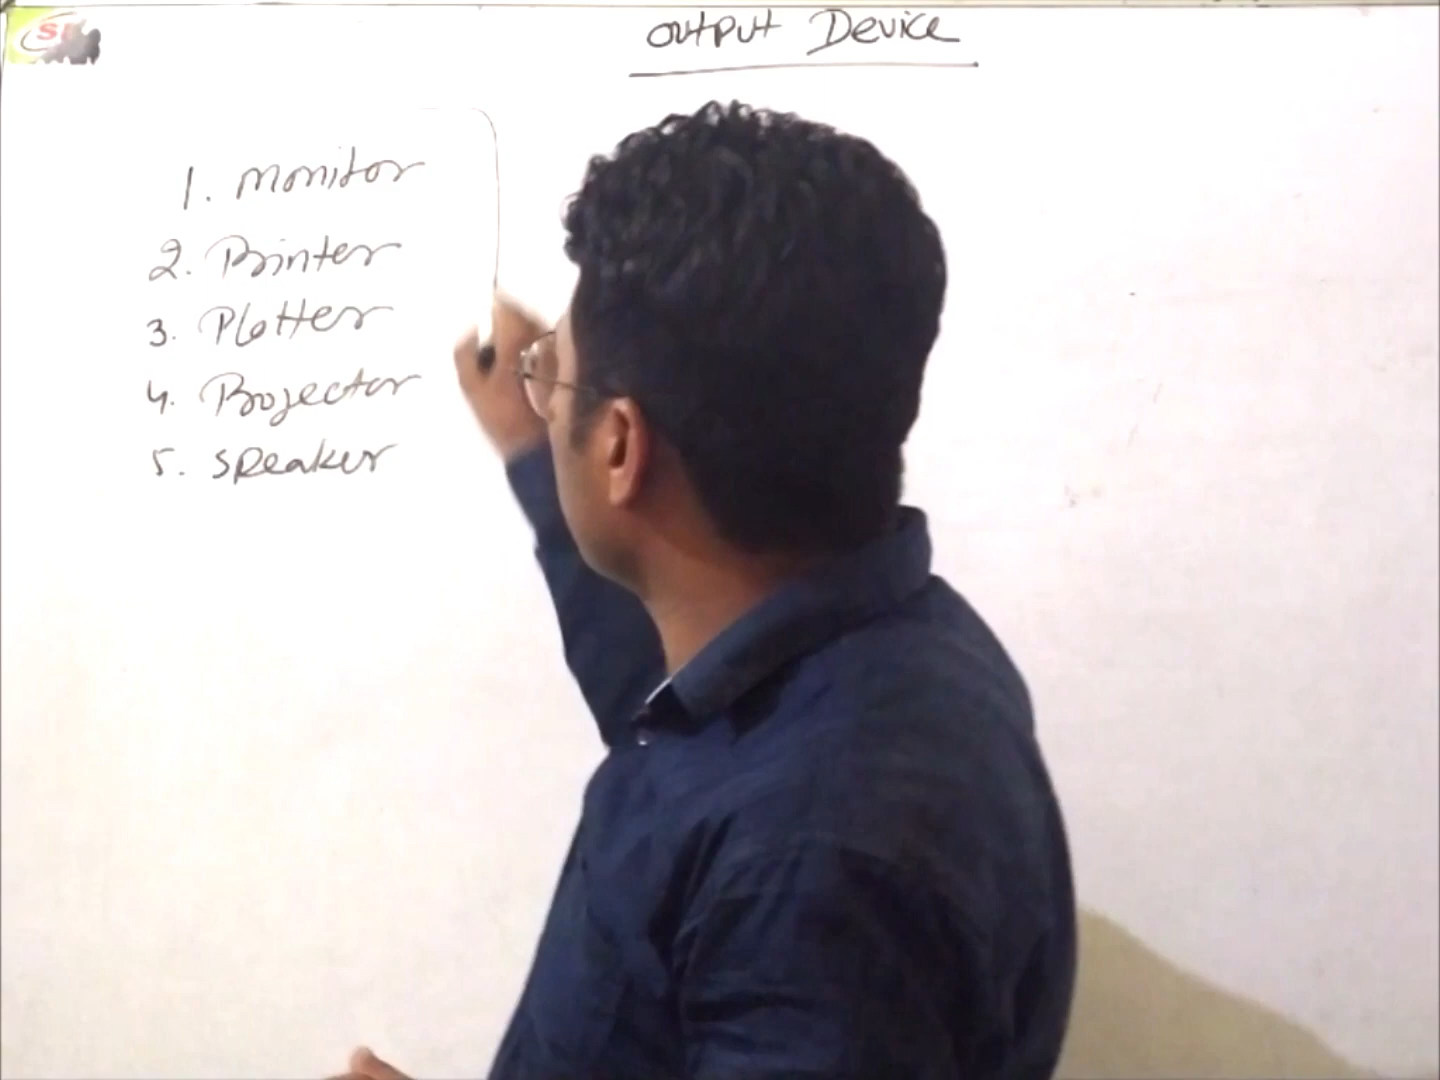 output Device
1. monitor
2. Printer
3. Plotter
4. Projector
5. speaker